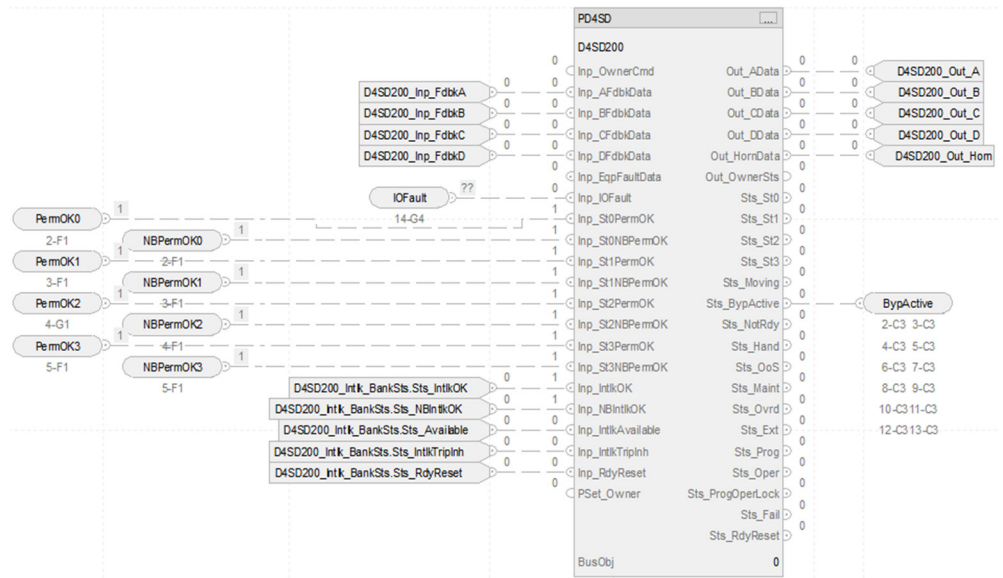 PD4SD ...
D4SD200
0 Inp_OwnerCmd Out_AData 0 0 D4SD200_Out_A
D4SD200_Inp_FdbkA 0 0 Inp_AFdbkData Out_BData 0 0 D4SD200_Out_B
D4SD200_Inp_FdbkB 0 0 Inp_BFdbkData Out_CData 0 0 D4SD200_Out_C
D4SD200_Inp_FdbkC 0 0 Inp_CFdbkData Out_DData 0 0 D4SD200_Out_D
D4SD200_Inp_FdbkD 0 0 Inp_DFdbkData Out_HornData 0 0 D4SD200_Out_Horn
0 Inp_EqpFaultData Out_OwnerSts 0
IOFault ?? 0 Inp_IOFault Sts_St0 0
14-G4
PermOK0 1 1 Inp_St0PermOK Sts_St1 0
2-F1
NBPermOK0 1 1 Inp_St0NBPermOK Sts_St2 0
2-F1
PermOK1 1 1 Inp_St1PermOK Sts_St3 0
3-F1
NBPermOK1 1 1 Inp_St1NBPermOK Sts_Moving 0
3-F1
PermOK2 1 1 Inp_St2PermOK Sts_BypActive 0 BypActive
4-G1
NBPermOK2 1 1 Inp_St2NBPermOK Sts_NotRdy 0
4-F1
PermOK3 1 1 Inp_St3PermOK Sts_Hand 0
5-F1
NBPermOK3 1 1 Inp_St3NBPermOK Sts_OoS 0
5-F1
D4SD200_Intlk_BankSts.Sts_IntlkOK 0 1 Inp_IntlkOK Sts_Maint 0
D4SD200_Intlk_BankSts.Sts_NBIntlkOK 0 1 Inp_NBIntlkOK Sts_Ovrd 0
D4SD200_Intlk_BankSts.Sts_Available 0 0 Inp_IntlkAvailable Sts_Ext 0
D4SD200_Intlk_BankSts.Sts_IntlkTripInh 0 0 Inp_IntlkTripInh Sts_Prog 0
D4SD200_Intlk_BankSts.Sts_RdyReset 0 0 Inp_RdyReset Sts_Oper 0
0 PSet_Owner Sts_ProgOperLock 0
Sts_Fail 0
Sts_RdyReset 0
BusObj 0
2-C3 3-C3
4-C3 5-C3
6-C3 7-C3
8-C3 9-C3
10-C3 11-C3
12-C3 13-C3